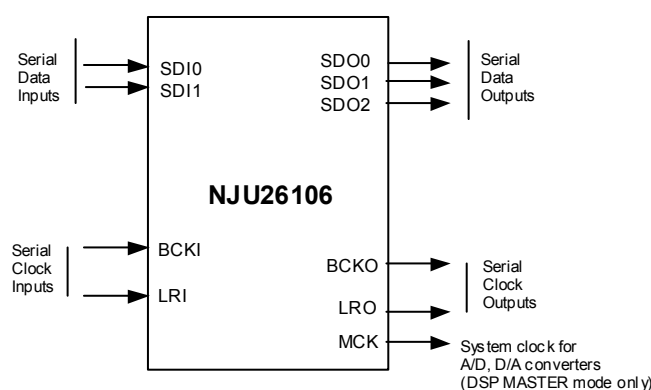 Serial
Data
Inputs
SDI0
SDI1
SDO0
SDO1
SDO2
Serial
Data
Outputs
NJU26106
Serial
Clock
Inputs
BCKI
LRI
BCKO
LRO
MCK
Serial
Clock
Outputs
System clock for
A/D, D/A converters
(DSP MASTER mode only)